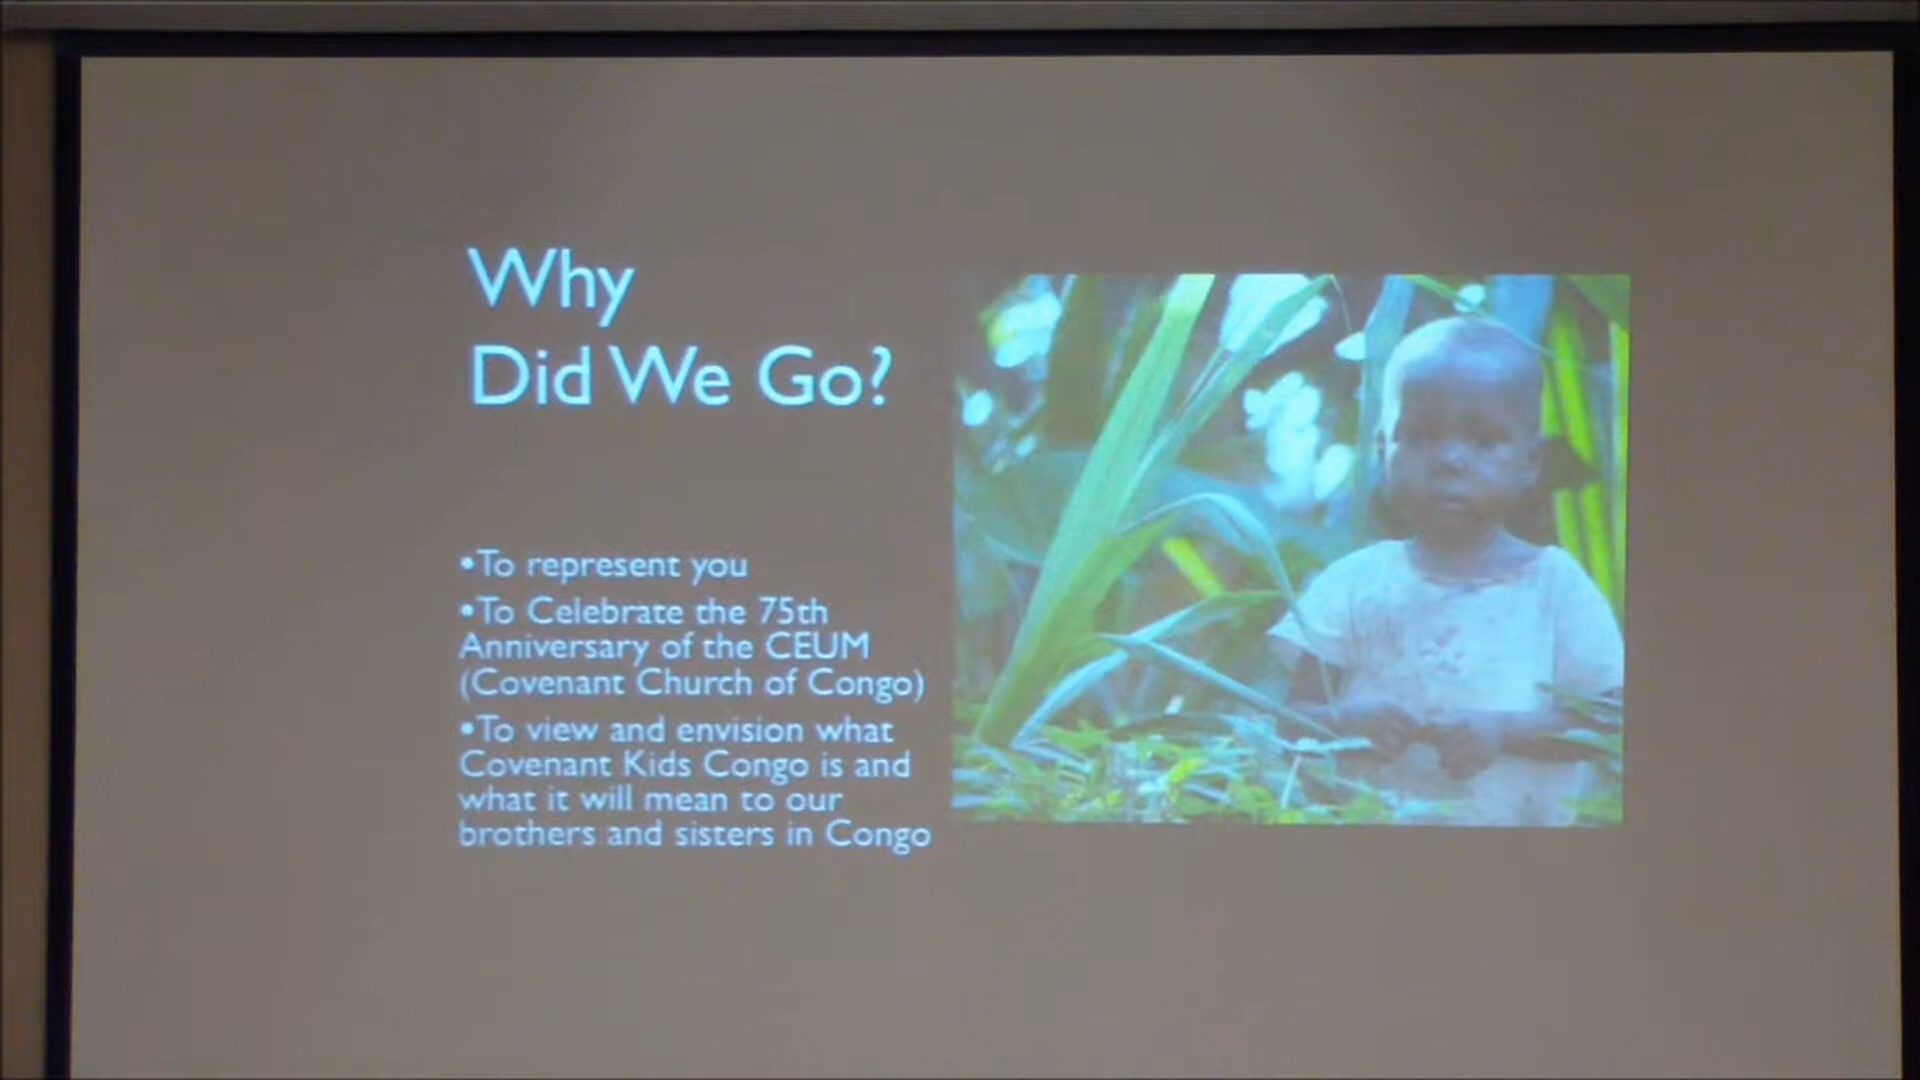 Why
Did We Go?
•To represent you
•To Celebrate the 75th
Anniversary of the CEUM
(Covenant Church of Congo)
•To view and envision what
Covenant Kids Congo is and
what it will mean to our
brothers and sisters in Congo